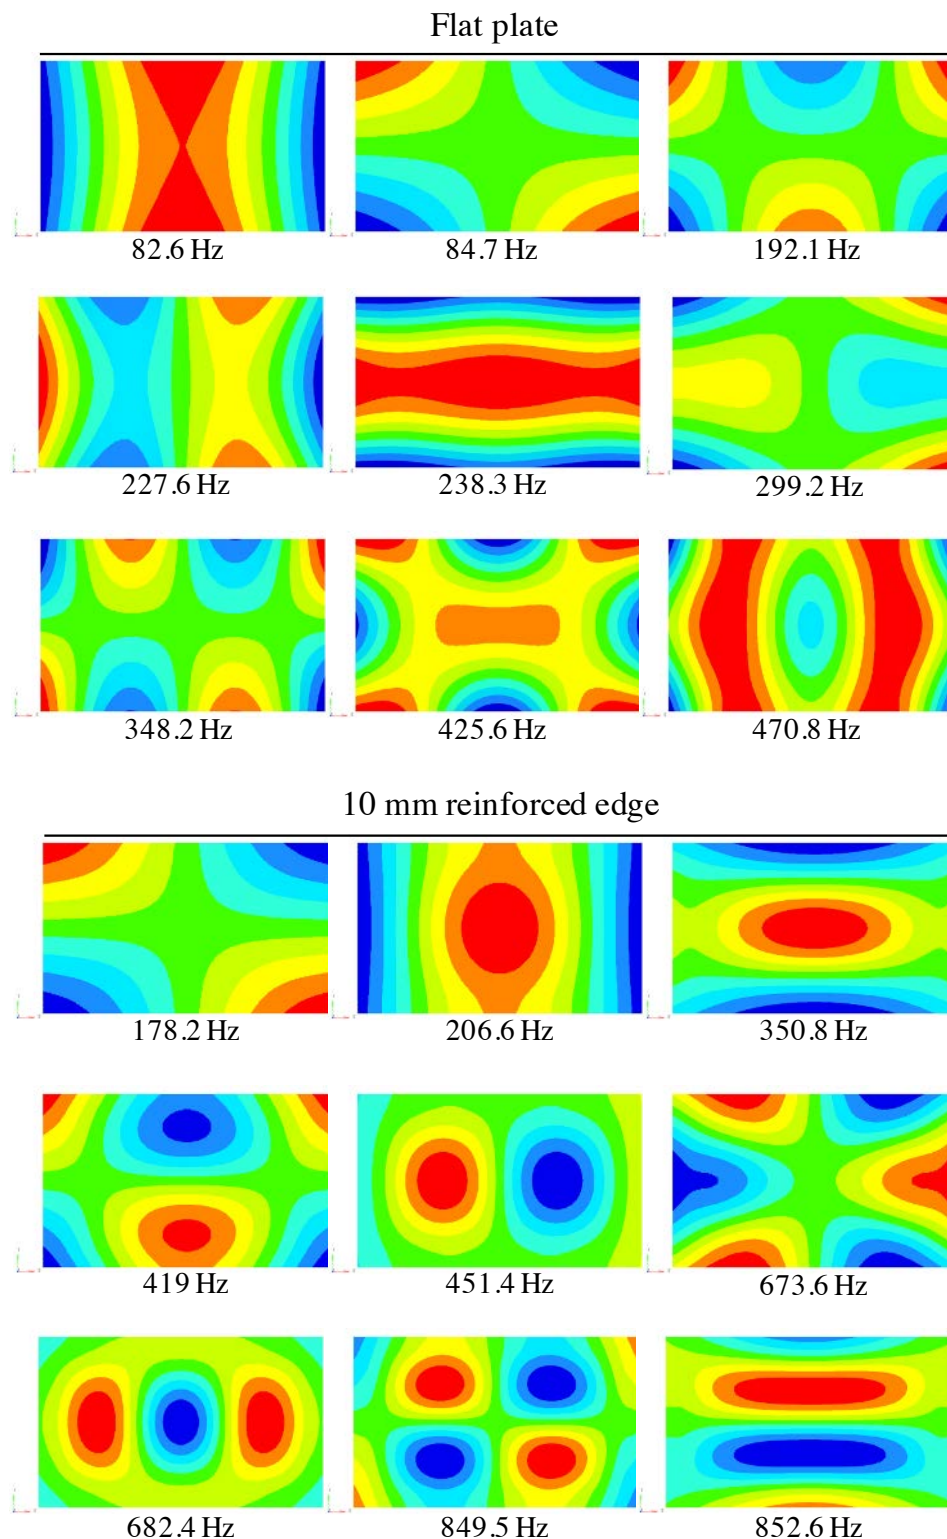 Flat plate
82.6 Hz
84.7 Hz
192.1 Hz
227.6 Hz
238.3 Hz
299.2 Hz
348.2 Hz
425.6 Hz
470.8 Hz
10 mm reinforced edge
178.2 Hz
206.6 Hz
350.8 Hz
419 Hz
451.4 Hz
673.6 Hz
682.4 Hz
849.5 Hz
852.6 Hz